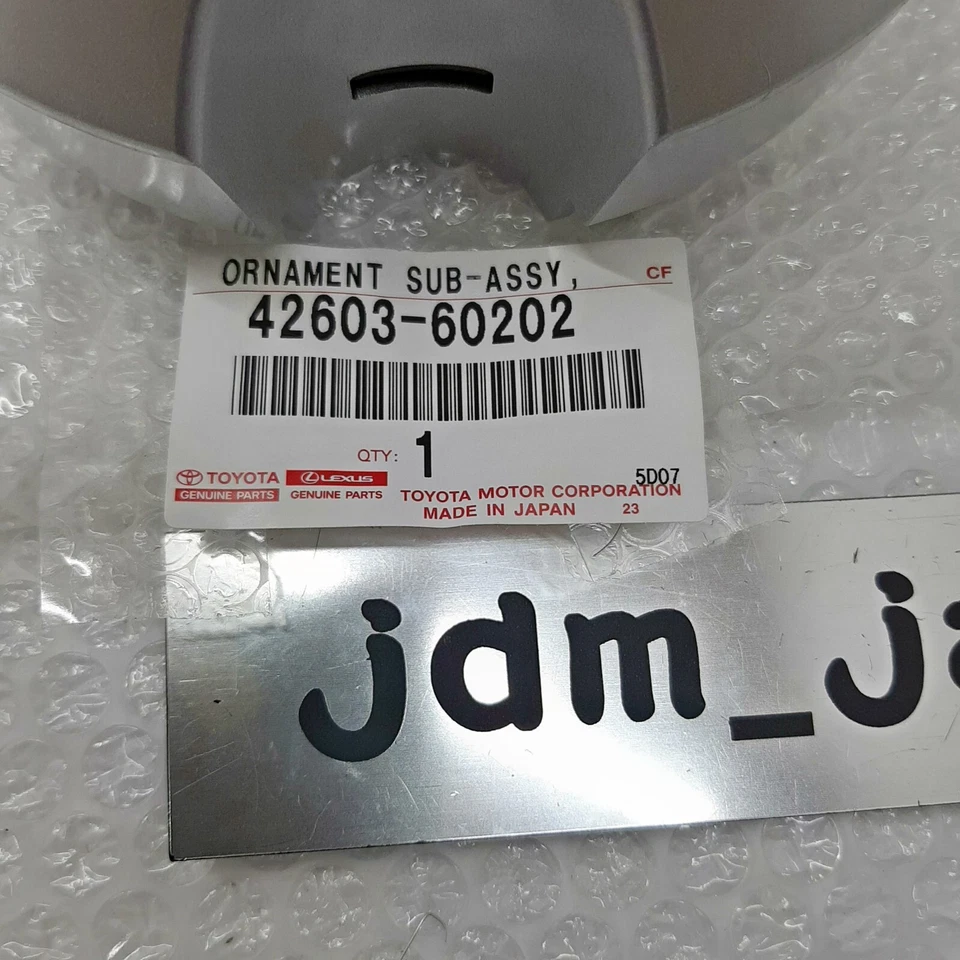 ORNAMENT SUB-ASSY, CF
42603-60202
QTY: 1
5D07
TOYOTA LEXUS
GENUINE PARTS GENUINE PARTS
TOYOTA MOTOR CORPORATION
MADE IN JAPAN 23
jdm_ja